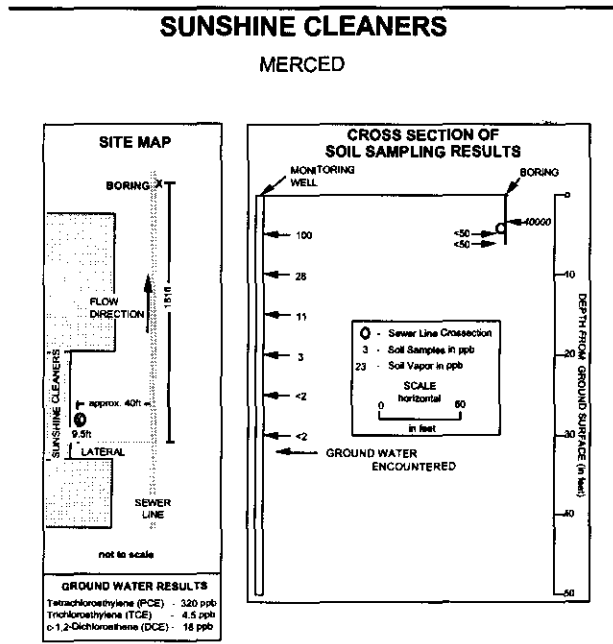 SUNSHINE CLEANERS
MERCED
SITE MAP
BORING
X
181ft
FLOW
DIRECTION
SUNSHINE CLEANERS
approx. 40ft
9.5ft
LATERAL
SEWER
LINE
not to scale
GROUND WATER RESULTS
Tetrachloroethylene (PCE) - 320 ppb
Trichloroethylene (TCE) - 4.5 ppb
c-1,2-Dichloroethene (DCE) - 18 ppb
CROSS SECTION OF
SOIL SAMPLING RESULTS
MONITORING
WELL
BORING
40000
<50
<50
100
28
11
3
<2
<2
GROUND WATER
ENCOUNTERED
O - Sewer Line Crossection
3 - Soil Samples in ppb
23 - Soil Vapor in ppb
SCALE
horizontal
0 60
in feet
0
10
20
30
40
50
DEPTH FROM GROUND SURFACE (in feet)